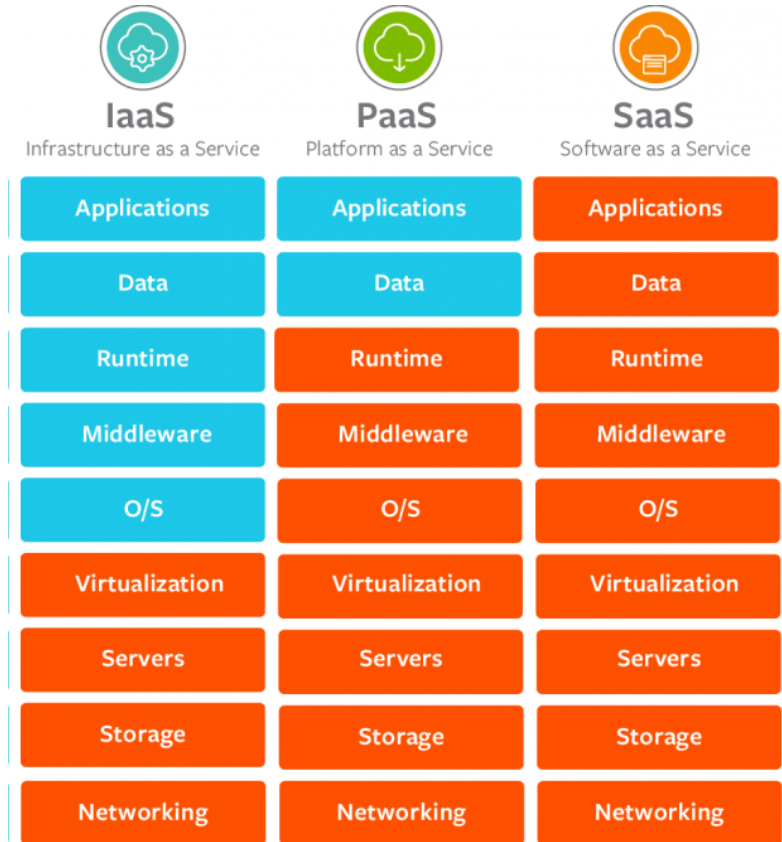 IaaS
Infrastructure as a Service
Applications
Data
Runtime
Middleware
O/S
Virtualization
Servers
Storage
Networking
PaaS
Platform as a Service
Applications
Data
Runtime
Middleware
O/S
Virtualization
Servers
Storage
Networking
SaaS
Software as a Service
Applications
Data
Runtime
Middleware
O/S
Virtualization
Servers
Storage
Networking